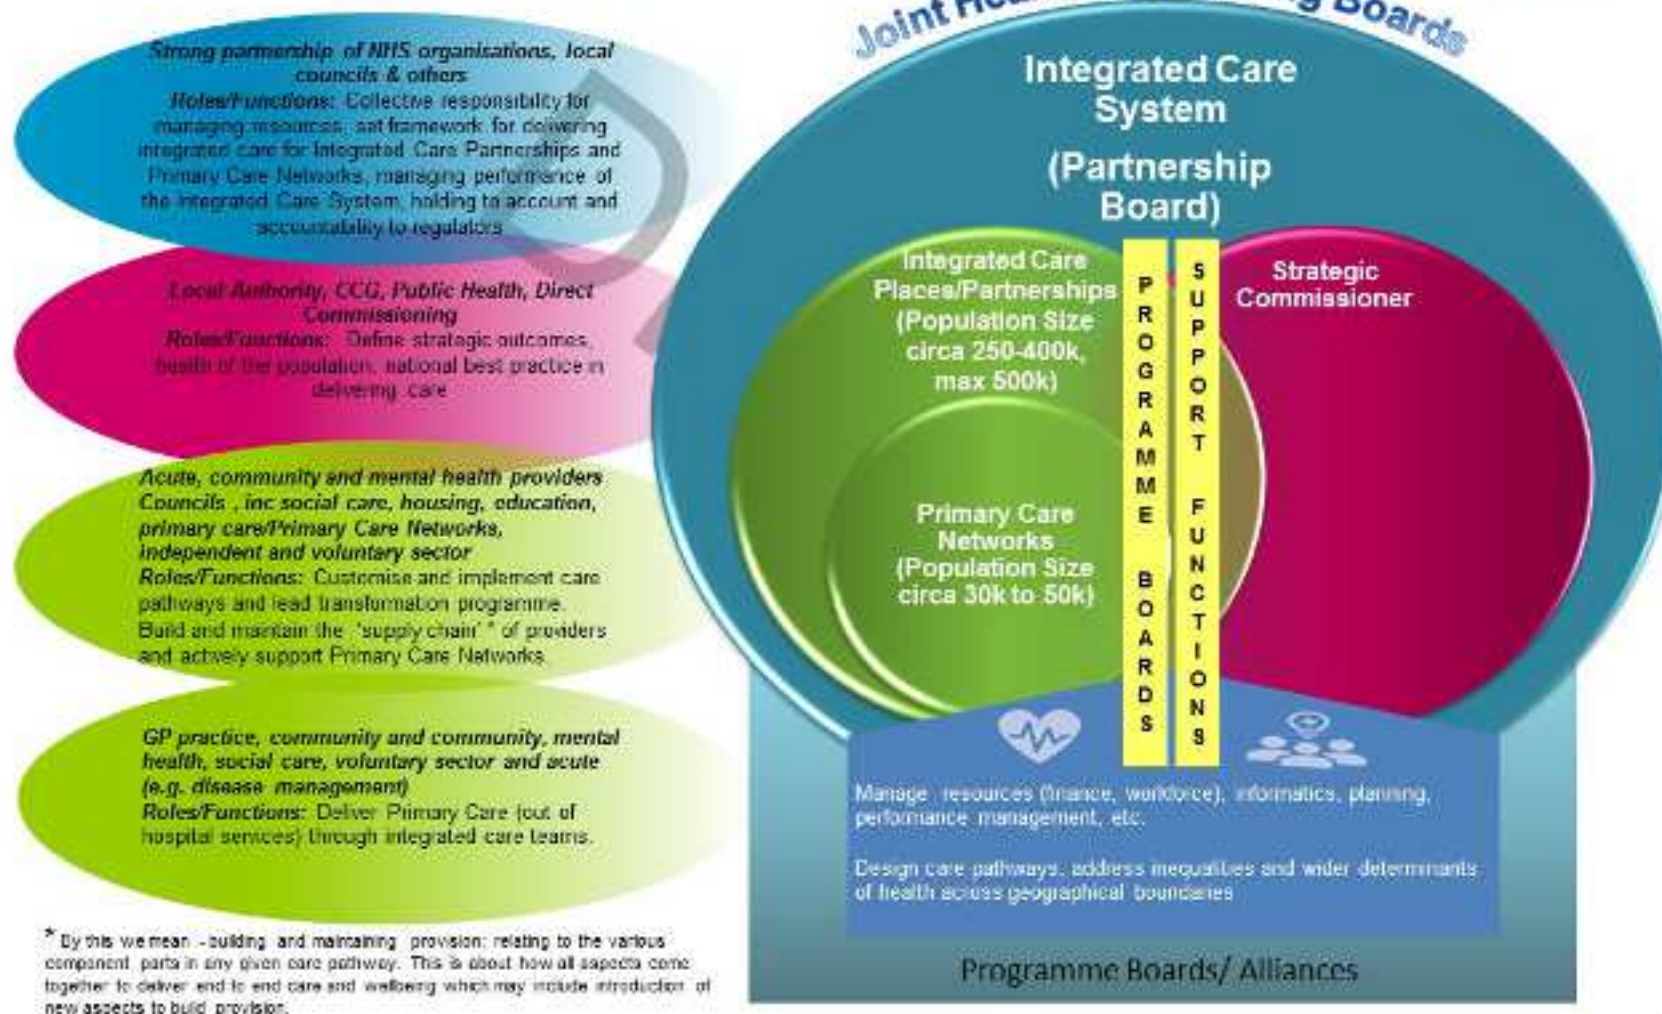 Strong partnership of NHS organisations, local
councils & others
Roles/Functions: Collective responsibility for
managing resources, set framework for delivering
integrated care for Integrated Care Partnerships and
Primary Care Networks, managing performance of
the Integrated Care System, holding to account and
accountability to regulators
Local Authority, CCG, Public Health, Direct
Commissioning
Roles/Functions: Define strategic outcomes,
health of the population, national best practice in
delivering care
Acute, community and mental health providers
Councils , inc social care, housing, education,
primary care/Primary Care Networks,
independent and voluntary sector
Roles/Functions: Customise and implement care
pathways and lead transformation programme.
Build and maintain the 'supply chain' * of providers
and actively support Primary Care Networks.
GP practice, community and community, mental
health, social care, voluntary sector and acute
(e.g. disease management)
Roles/Functions: Deliver Primary Care (out of
hospital services) through integrated care teams.
* By this we mean - building and maintaining provision: relating to the various
component parts in any given care pathway. This is about how all aspects come
together to deliver end to end care and wellbeing which may include introduction of
new aspects to build provision.
Joint Boards
Integrated Care
System
(Partnership
Board)
Integrated Care
Places/Partnerships
(Population Size
circa 250-400k,
max 500k)
Primary Care
Networks
(Population Size
circa 30k to 50k)
PROGRAMME BOARDS
SUPPORT FUNCTIONS
Strategic
Commissioner
Manage resources (finance, workforce), informatics, planning,
performance management, etc.
Design care pathways, address inequalities and wider determinants
of health across geographical boundaries
Programme Boards/ Alliances